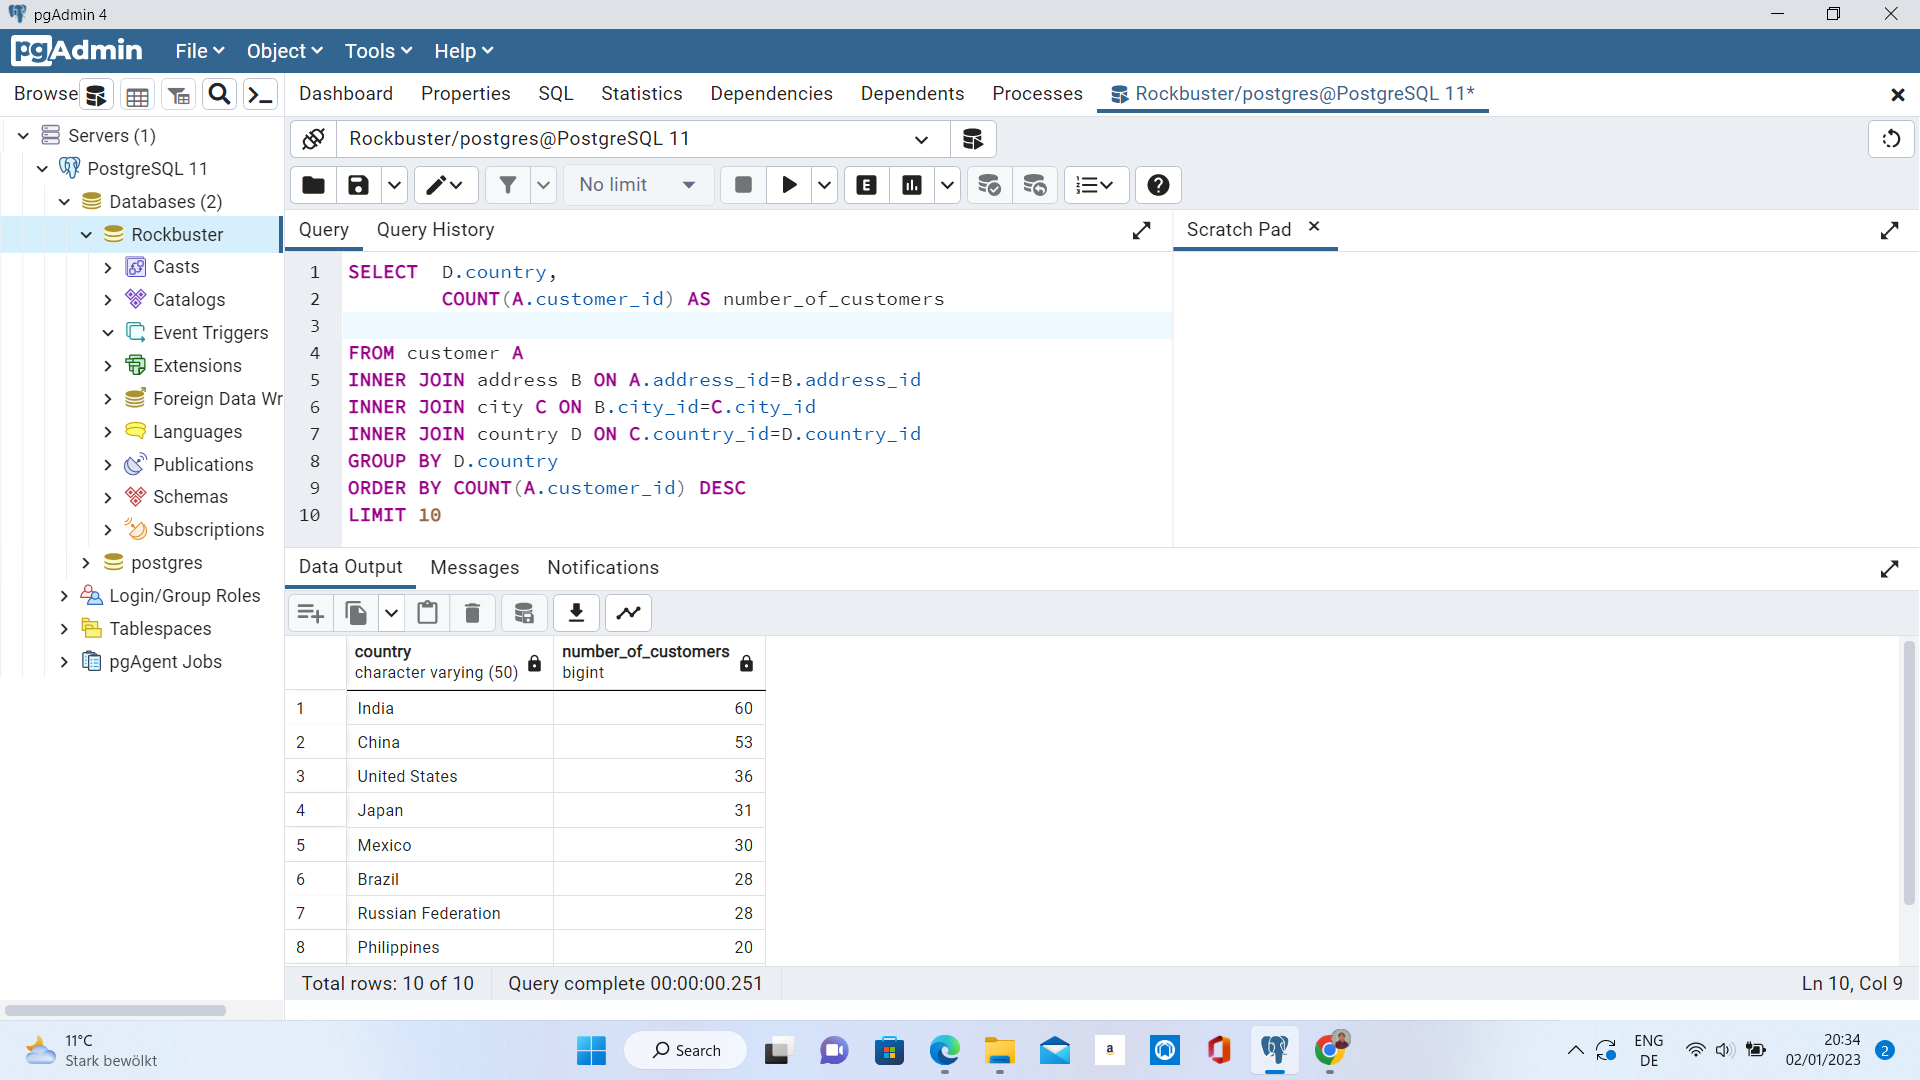 pgAdmin 4
pgAdmin File Object Tools Help
Browse Dashboard Properties SQL Statistics Dependencies Dependents Processes Rockbuster/postgres@PostgreSQL 11*
Servers (1)
PostgreSQL 11
Databases (2)
Rockbuster
Casts
Catalogs
Event Triggers
Extensions
Foreign Data Wr
Languages
Publications
Schemas
Subscriptions
postgres
Login/Group Roles
Tablespaces
pgAgent Jobs
Rockbuster/postgres@PostgreSQL 11
No limit E
Query Query History Scratch Pad
1 SELECT D.country,
2 COUNT(A.customer_id) AS number_of_customers
3
4 FROM customer A
5 INNER JOIN address B ON A.address_id=B.address_id
6 INNER JOIN city C ON B.city_id=C.city_id
7 INNER JOIN country D ON C.country_id=D.country_id
8 GROUP BY D.country
9 ORDER BY COUNT(A.customer_id) DESC
10 LIMIT 10
Data Output Messages Notifications
country number_of_customers
character varying (50) bigint
1 India 60
2 China 53
3 United States 36
4 Japan 31
5 Mexico 30
6 Brazil 28
7 Russian Federation 28
8 Philippines 20
Total rows: 10 of 10 Query complete 00:00:00.251 Ln 10, Col 9
11°C
Stark bewölkt
Search
a
ENG
DE
20:34
02/01/2023
2